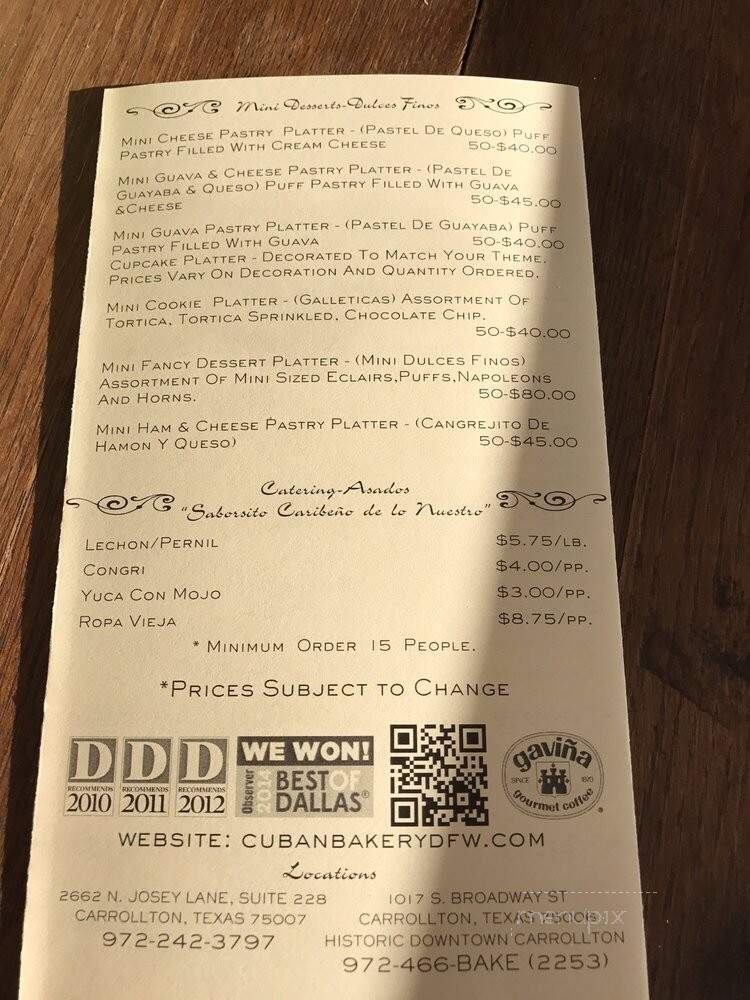 Mini Desserts-Dulces Finos
MINI CHEESE PASTRY PLATTER - (PASTEL DE QUESO) PUFF
PASTRY FILLED WITH CREAM CHEESE 50-$40.00
MINI GUAVA & CHEESE PASTRY PLATTER - (PASTEL DE
GUAYABA & QUESO) PUFF PASTRY FILLED WITH GUAVA
&CHEESE 50-$45.00
MINI GUAVA PASTRY PLATTER - (PASTEL DE GUAYABA) PUFF
PASTRY FILLED WITH GUAVA 50-$40.00
CUPCAKE PLATTER - DECORATED TO MATCH YOUR THEME.
PRICES VARY ON DECORATION AND QUANTITY ORDERED.
MINI COOKIE PLATTER - (GALLETICAS) ASSORTMENT OF
TORTICA, TORTICA SPRINKLED, CHOCOLATE CHIP.
50-$40.00
MINI FANCY DESSERT PLATTER - (MINI DULCES FINOS)
ASSORTMENT OF MINI SIZED ECLAIRS,PUFFS,NAPOLEONS
AND HORNS. 50-$80.00
MINI HAM & CHEESE PASTRY PLATTER - (CANGREJITO DE
HAMON Y QUESO) 50-$45.00
Catering-Asados
"Saborsito Caribeño de lo Nuestro"
LECHON/PERNIL $5.75/LB.
CONGRI $4.00/PP.
YUCA CON MOJO $3.00/PP.
ROPA VIEJA $8.75/PP.
* MINIMUM ORDER 15 PEOPLE.
*PRICES SUBJECT TO CHANGE
D RECOMMENDS 2010
D RECOMMENDS 2011
D RECOMMENDS 2012
WE WON!
Observer 2014 BEST OF
DALLAS®
gaviña
SINCE 1870
gourmet coffee ®
WEBSITE: CUBANBAKERYDFW.COM
Locations
2662 N. JOSEY LANE, SUITE 228
CARROLLTON, TEXAS 75007
972-242-3797
1017 S. BROADWAY ST
CARROLLTON, TEXAS 75006
HISTORIC DOWNTOWN CARROLLTON
972-466-BAKE (2253)
menupix